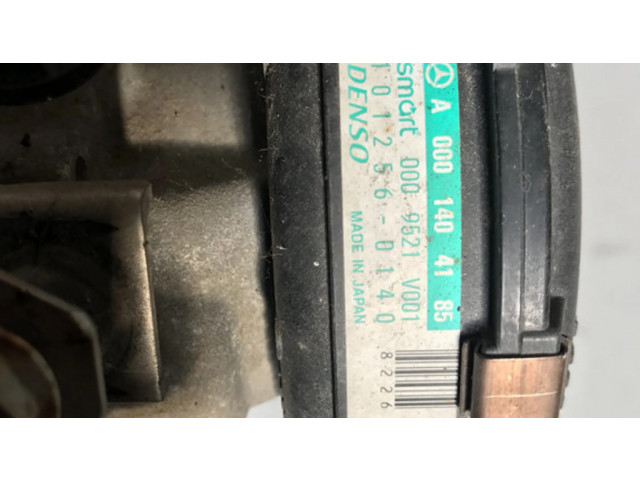 A 000 140 41 85
smart 000 9521 V001
101256-0140
DENSO MADE IN JAPAN
8226